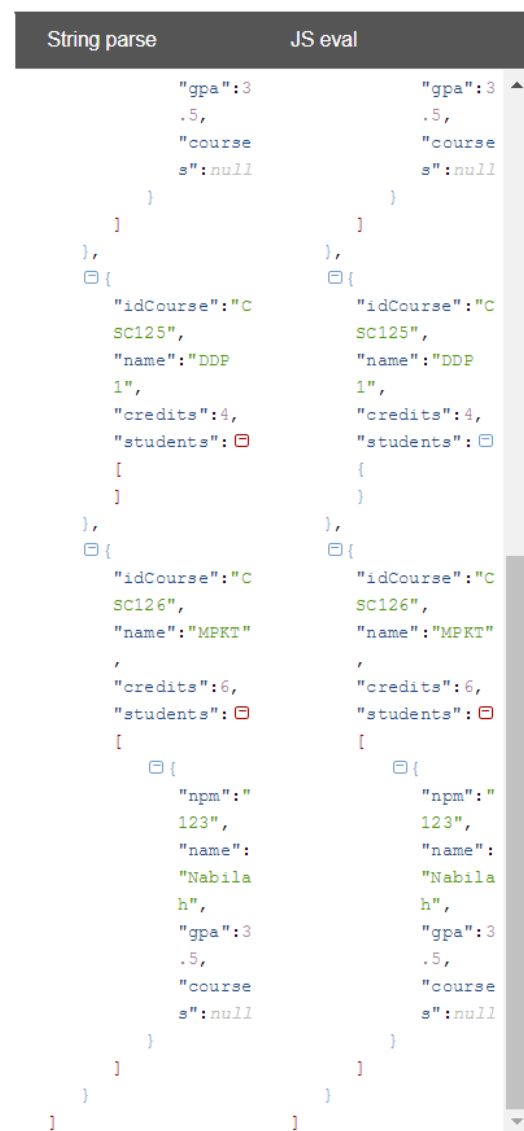 String parse JS eval
"gpa":3
.5,
"course
s":null
}
]
},
{
"idCourse":"C
SC125",
"name":"DDP
1",
"credits":4,
"students":
[
]
},
{
"idCourse":"C
SC126",
"name":"MPKT"
,
"credits":6,
"students":
[
{
"npm":"
123",
"name":
"Nabila
h",
"gpa":3
.5,
"course
s":null
}
]
}
]
"gpa":3
.5,
"course
s":null
}
]
},
{
"idCourse":"C
SC125",
"name":"DDP
1",
"credits":4,
"students":
{
}
},
{
"idCourse":"C
SC126",
"name":"MPKT"
,
"credits":6,
"students":
[
{
"npm":"
123",
"name":
"Nabila
h",
"gpa":3
.5,
"course
s":null
}
]
}
]